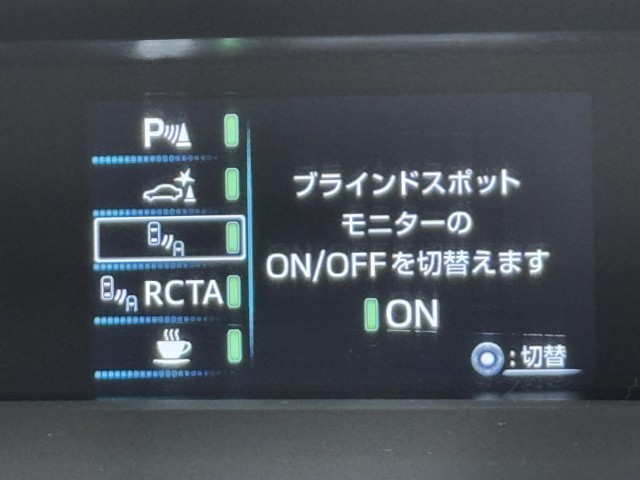 P
RCTA
ブラインドスポット
モニターの
ON/OFFを切替えます
ON
:切替